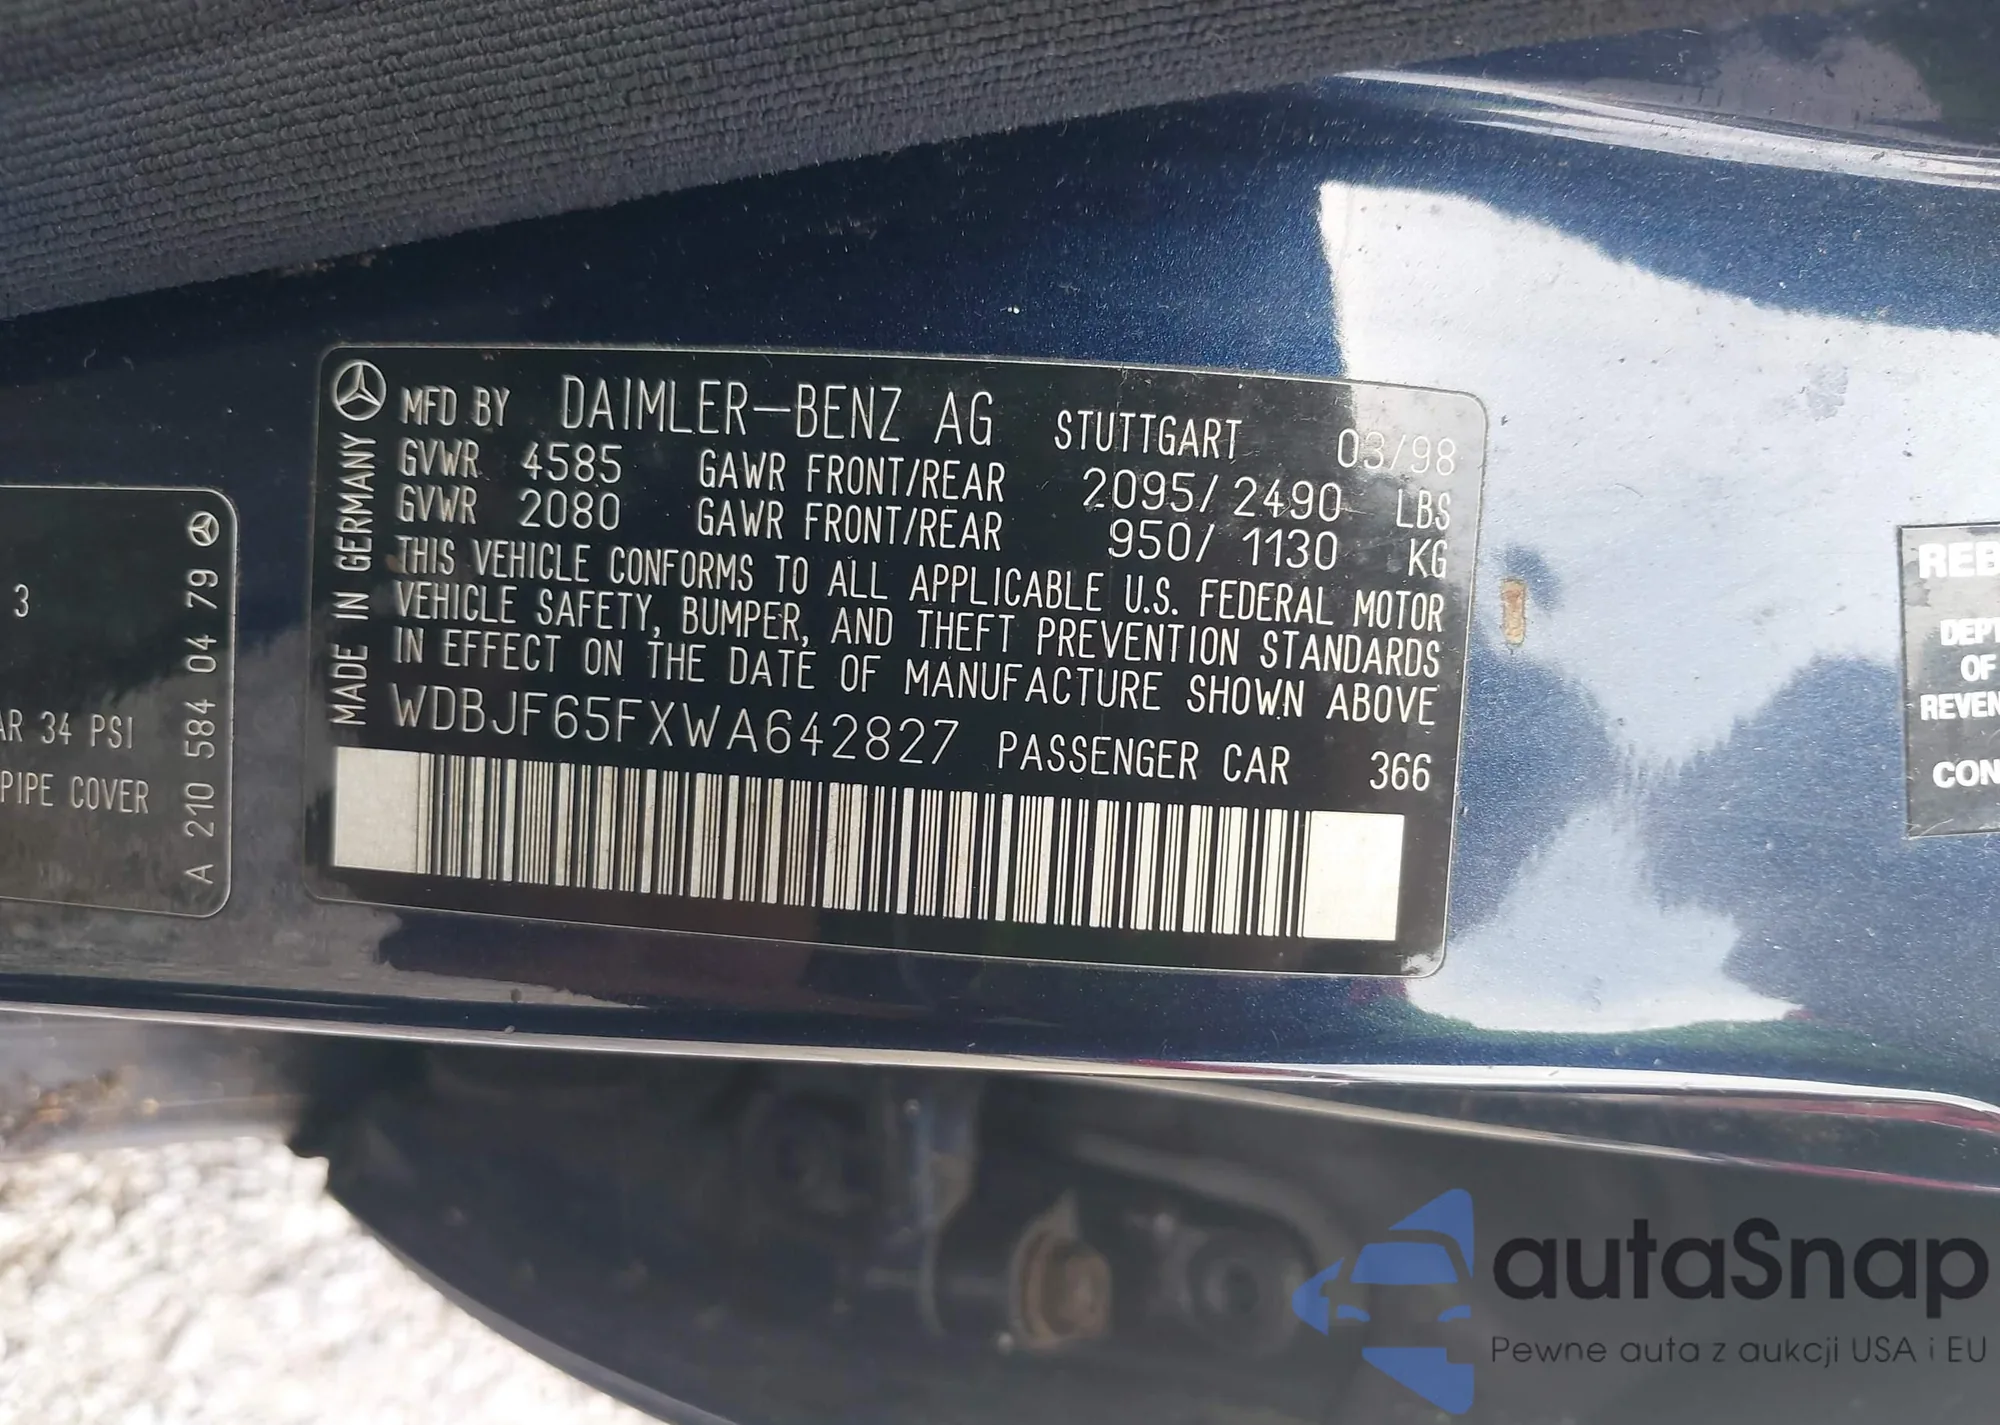 MFD BY DAIMLER-BENZ AG STUTTGART 03/98
GVWR 4585 GAWR FRONT/REAR 2095/2490 LBS
GVWR 2080 GAWR FRONT/REAR 950/1130 KG
THIS VEHICLE CONFORMS TO ALL APPLICABLE U.S. FEDERAL MOTOR
VEHICLE SAFETY, BUMPER, AND THEFT PREVENTION STANDARDS
IN EFFECT ON THE DATE OF MANUFACTURE SHOWN ABOVE
WDBJF65FXWA642827 PASSENGER CAR 366
MADE IN GERMANY
3
AR 34 PSI
PIPE COVER
A 210 584 04 79
REB
DEPT
OF
REVEN
CON
autaSnap
Pewne auta z aukcji USA i EU